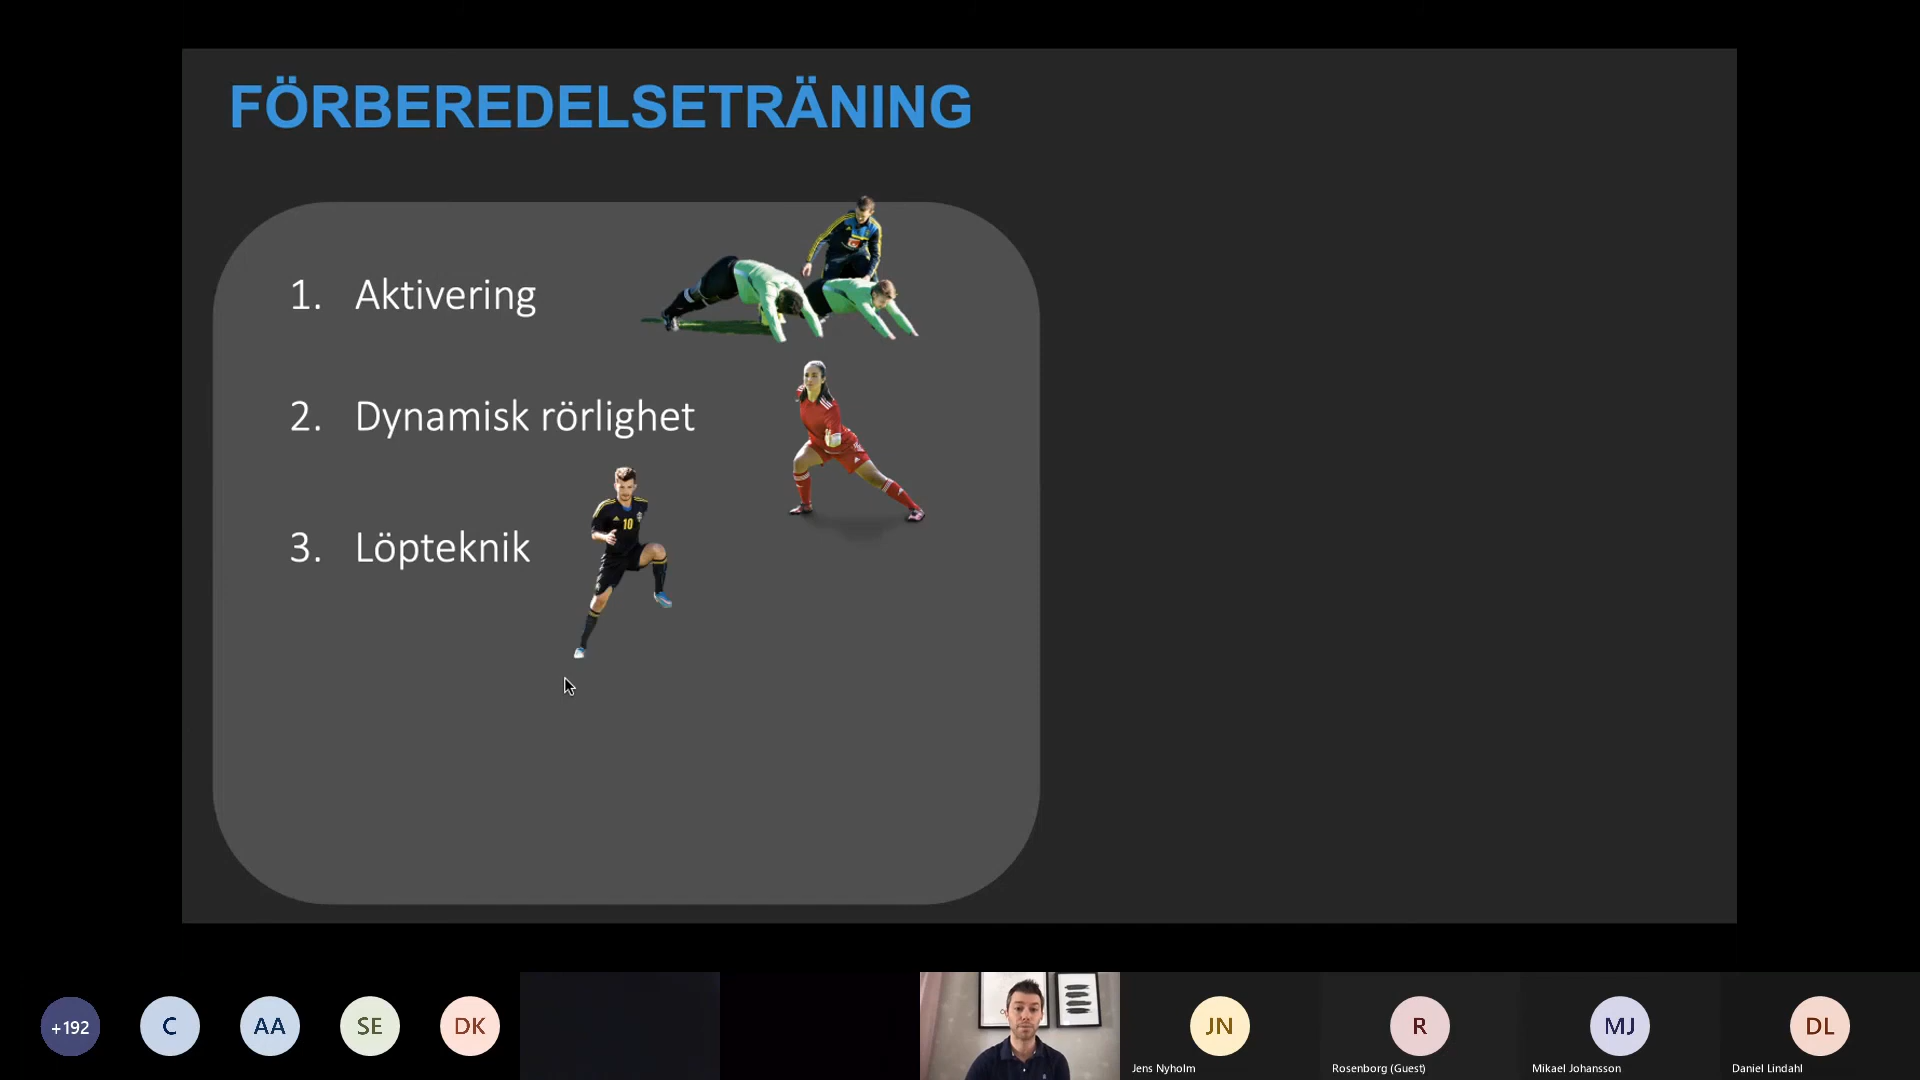 FÖRBEREDELSETRÄNING
1. Aktivering
2. Dynamisk rörlighet
10
3. Löpteknik
+192
C
AA
SE
DK
JN
R
MJ
DL
Jens Nyholm
Rosenborg (Guest)
Mikael Johansson
Daniel Lindahl